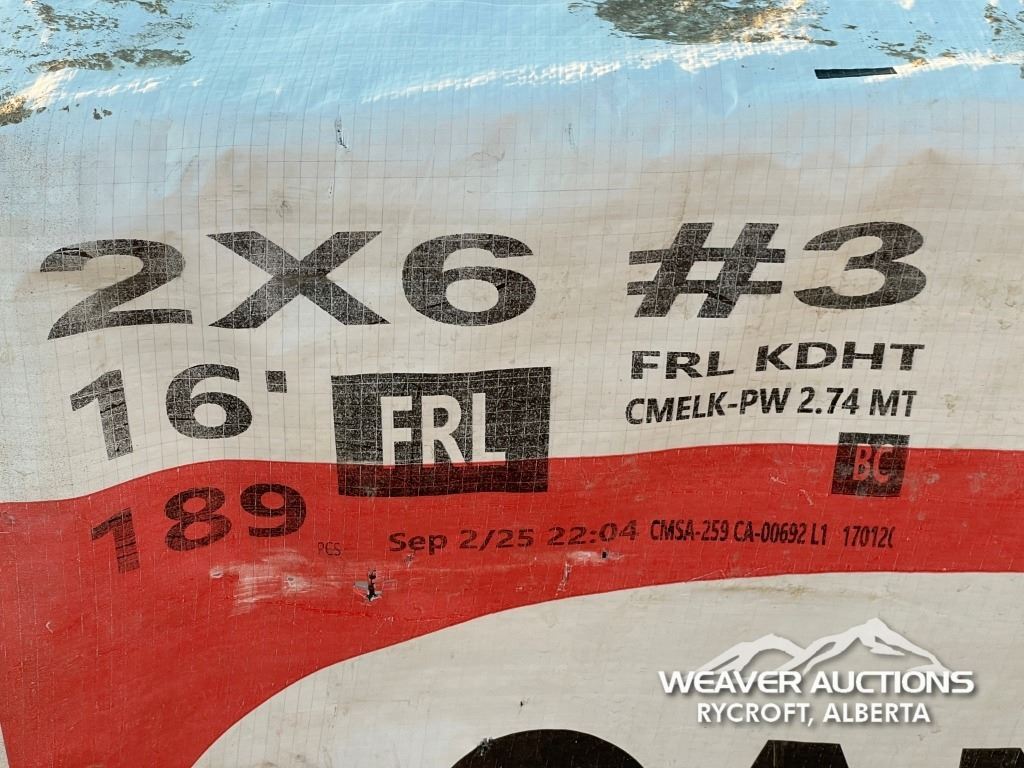 2X6 #3
16'
FRL
FRL KDHT
CMELK-PW 2.74 MT
BC
189 PCS
Sep 2/25 22:04 CMSA-259 CA-00692 L1
WEAVER AUCTIONS
RYCROFT, ALBERTA